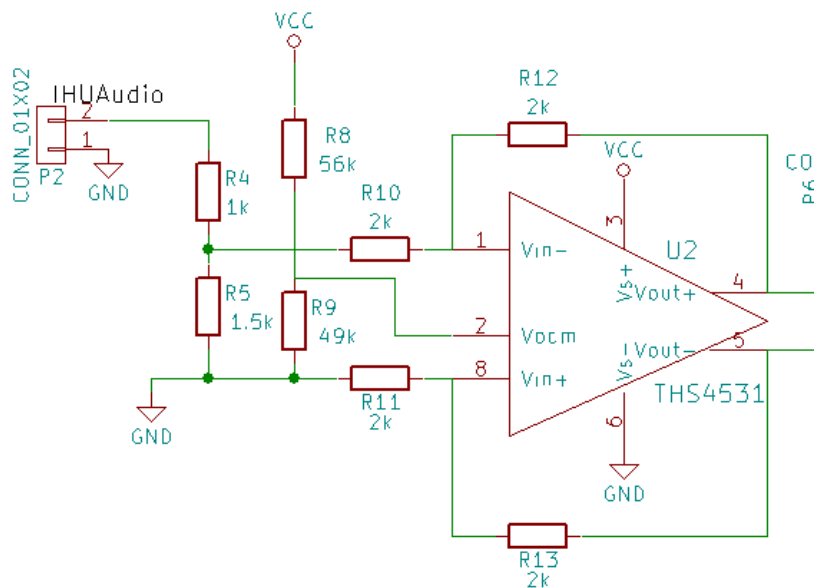 VCC
CONN_01X02
IHUAudio
2
1
P2
GND
R4
1k
R8
56k
R10
2k
R12
2k
VCC
3
CO
P6
1
Vin-
U2
Vs+
Vout+
4
R5
1.5k
R9
49k
2
Vocm
8
Vin+
Vs-
Vout-
5
THS4531
R11
2k
GND
6
GND
R13
2k